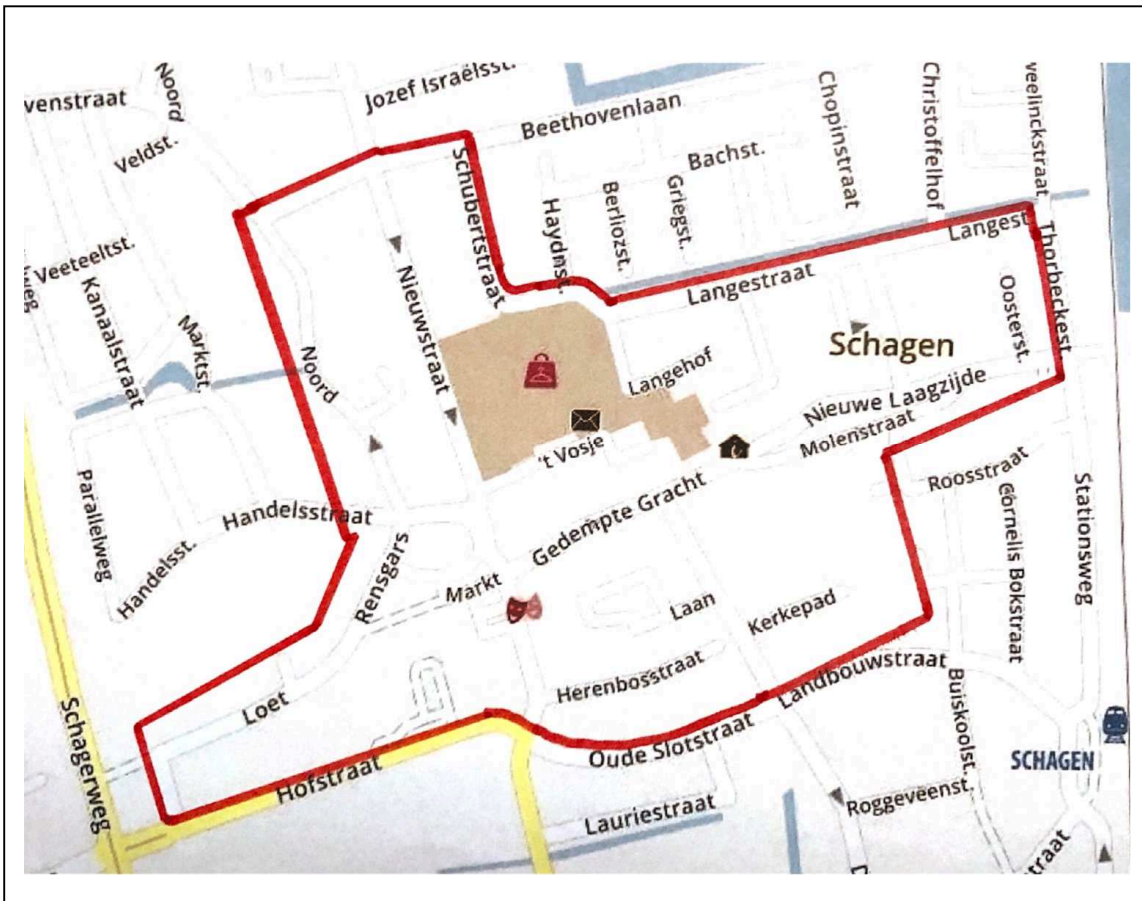 Jozef Israëlsst.
venstraat
Noord
Veldst.
Beethovenlaan
Bachst.
Chopinstraat
Christoffelhof
veelinckstraat
Schubertstraat
Haydnst.
Berliozst.
Griegst.
Langest.
Thorbeckest.
Veeteeltst.
Kanaalstraat
Marktst.
Nieuwstraat
Noord
Langestraat
Oosterst.
Schagen
Langehof
Nieuwe Laagzijde
Molenstraat
't Vosje
Parallelweg
Handelsstraat
Handelsst.
Gedempte Gracht
Roosstraat
Cornelis Bokstraat
Stationsweg
Rensgars
Markt
Laan
Kerkepad
Herenbosstraat
Landbouwstraat
Buiskoolst.
Loet
Schagerweg
Hofstraat
Oude Slotstraat
SCHAGEN
Roggeveenst.
Lauriestraat
traat